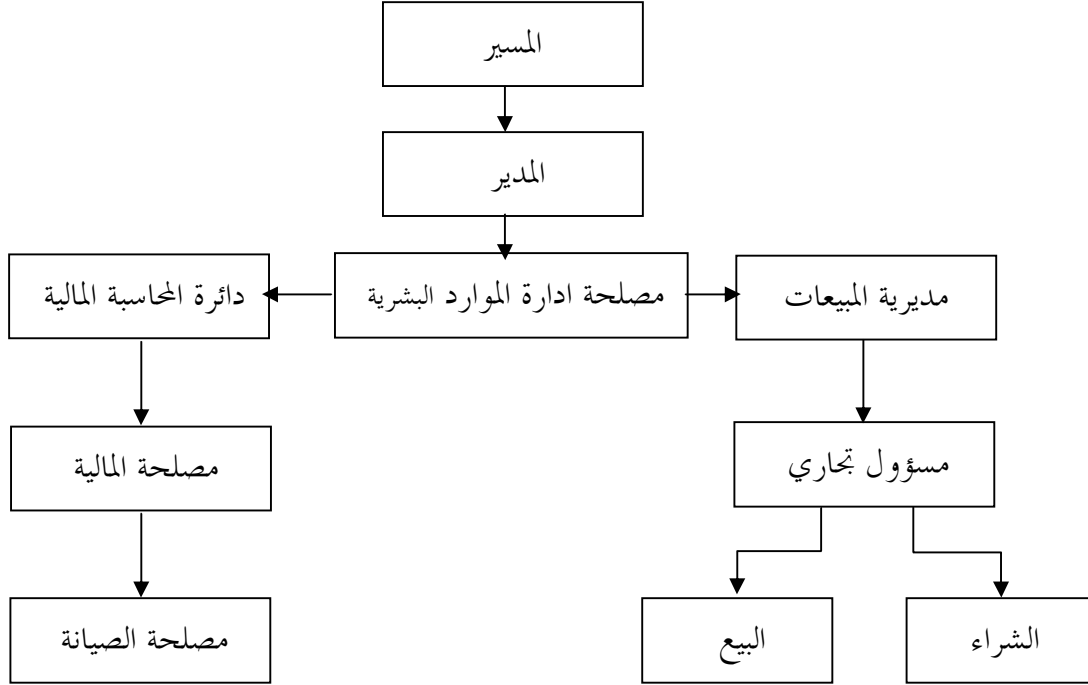 المسير
المدير
مديرية المبيعات
مصلحة ادارة الموارد البشرية
دائرة المحاسبة المالية
مسؤول تجاري
مصلحة المالية
الشراء
البيع
مصلحة الصيانة